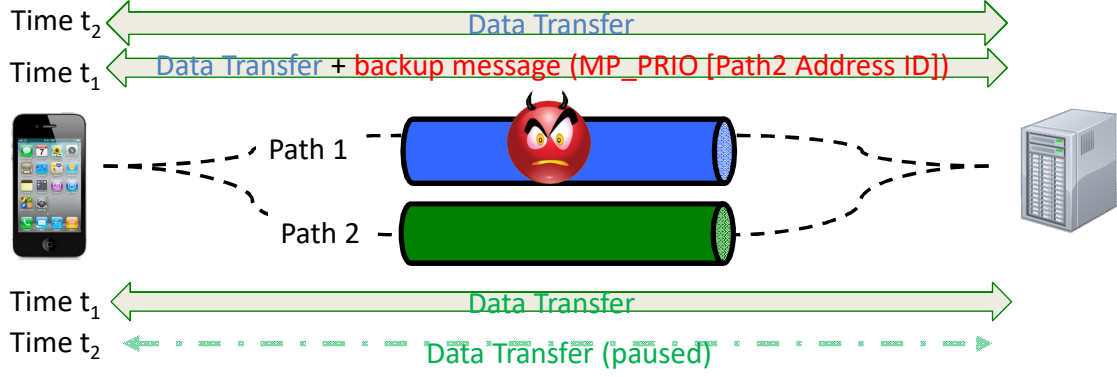 Time t2 Data Transfer
Time t1 Data Transfer + backup message (MP_PRIO [Path2 Address ID])
Path 1
Path 2
Time t1 Data Transfer
Time t2 Data Transfer (paused)